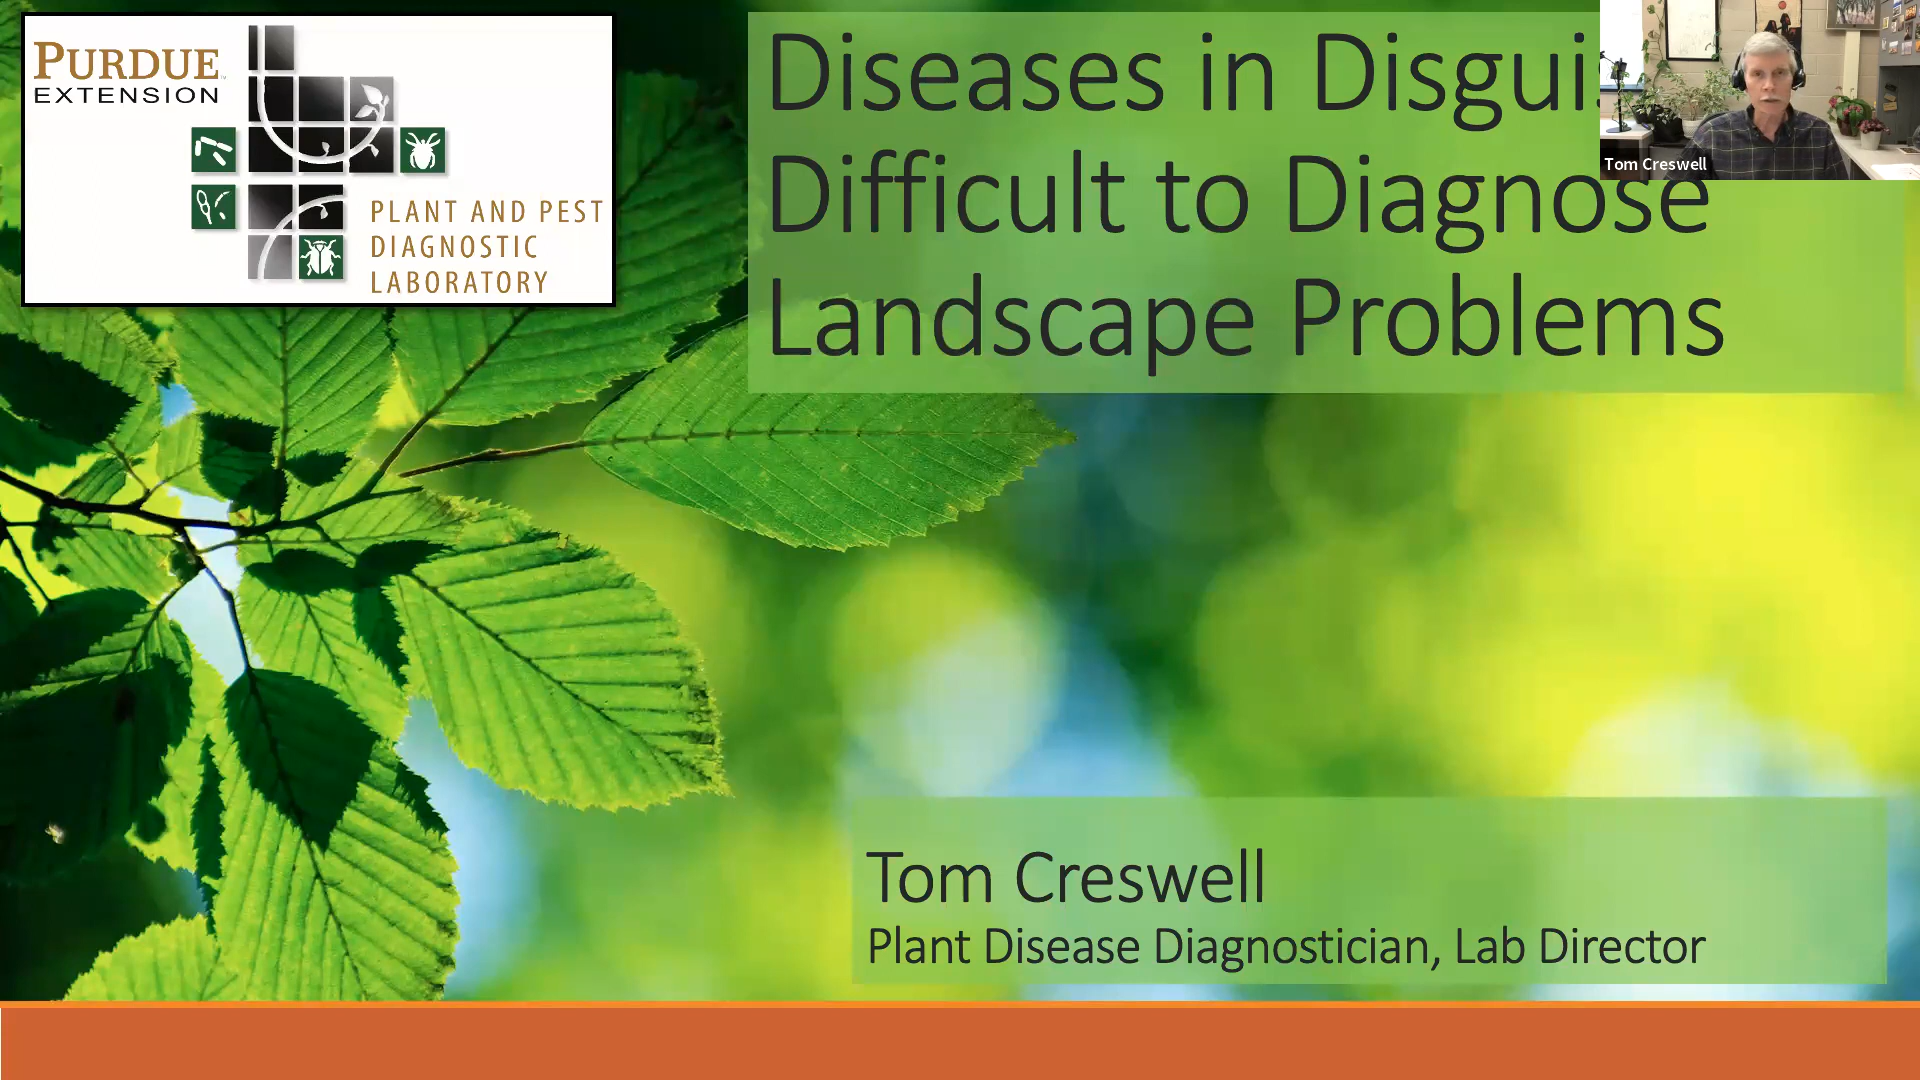 PURDUE
EXTENSION
PLANT AND PEST
DIAGNOSTIC
LABORATORY
Diseases in
Difficult to Diagnose
Landscape Problems
Tom Creswell
Tom Creswell
Plant Disease Diagnostician, Lab Director